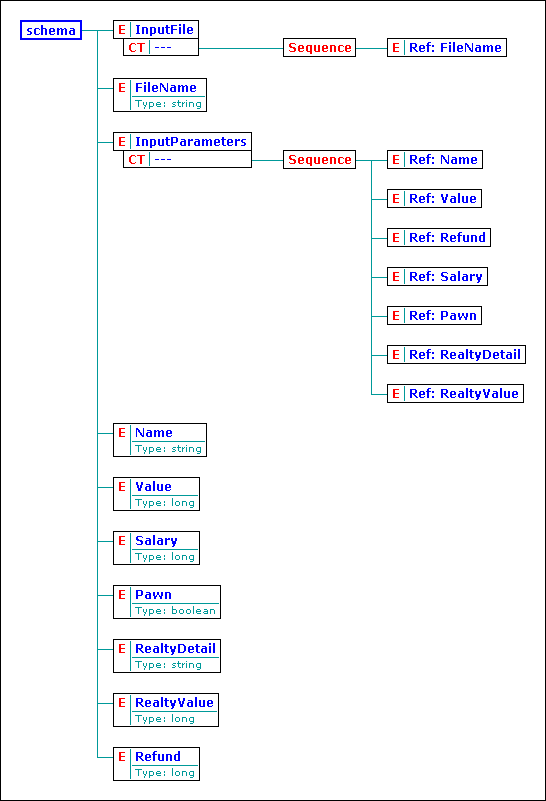 schema
E InputFile
CT ---
Sequence
E Ref: FileName
E FileName
Type: string
E InputParameters
CT ---
Sequence
E Ref: Name
E Ref: Value
E Ref: Refund
E Ref: Salary
E Ref: Pawn
E Ref: RealtyDetail
E Ref: RealtyValue
E Name
Type: string
E Value
Type: long
E Salary
Type: long
E Pawn
Type: boolean
E RealtyDetail
Type: string
E RealtyValue
Type: long
E Refund
Type: long